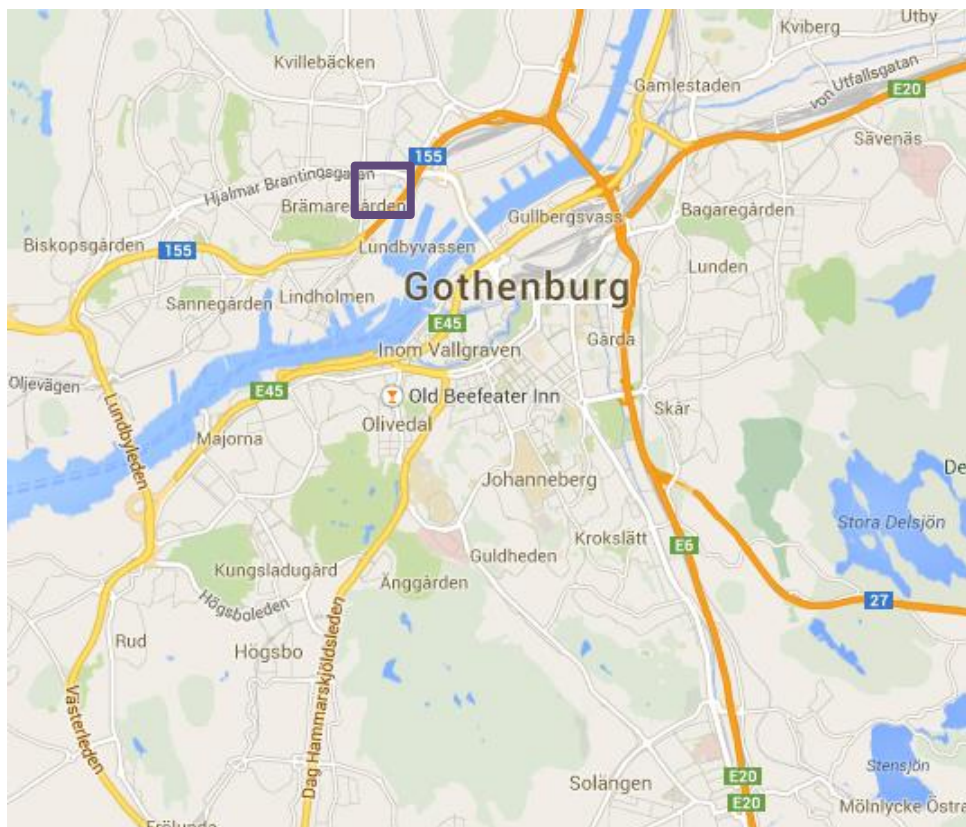 Utby
Kviberg
Kvillebäcken
Gamlestaden
von Utfallsgatan
E20
Sävenäs
155
Hjalmar Brantingsgatan
Brämaregården
Gullbergsvass
Bagaregården
Biskopsgården
155
Lundbyvassen
Lunden
Sannegården
Lindholmen
Gothenburg
E45
Gårda
Inom Vallgraven
Oljevägen
E45
Old Beefeater Inn
Skår
Lundbyleden
Olivedal
Majorna
De
Johanneberg
Stora Delsjön
Krokslätt
E6
Guldheden
Kungsladugård
Änggården
27
Högsboleden
Rud
Högsbo
Dag Hammarskjöldsleden
Västerleden
Stensjön
E20
Solängen
E20
Mölnlycke Östra
Frölunda